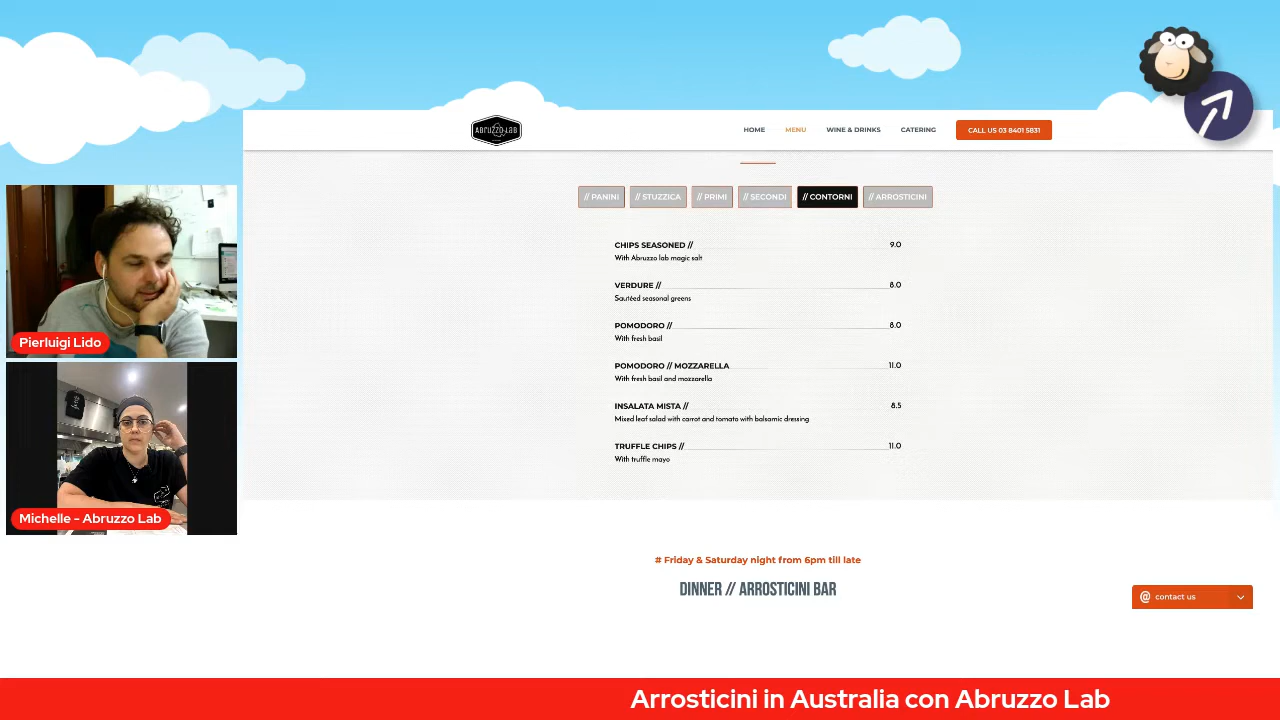 ABRUZZO LAB
HOME
MENU
WINE & DRINKS
CATERING
CALL US 03 8401 5831
// PANINI
// STUZZICA
// PRIMI
// SECONDI
// CONTORNI
// ARROSTICINI
CHIPS SEASONED // 9.0
With Abruzzo lab magic salt
VERDURE // 8.0
Sautéed seasonal greens
POMODORO // 8.0
With fresh basil
POMODORO // MOZZARELLA 11.0
With fresh basil and mozzarella
INSALATA MISTA // 8.5
Mixed leaf salad with carrot and tomato with balsamic dressing
TRUFFLE CHIPS // 11.0
With truffle mayo
Pierluigi Lido
Michelle - Abruzzo Lab
# Friday & Saturday night from 6pm till late
DINNER // ARROSTICINI BAR
@ contact us
Arrosticini in Australia con Abruzzo Lab